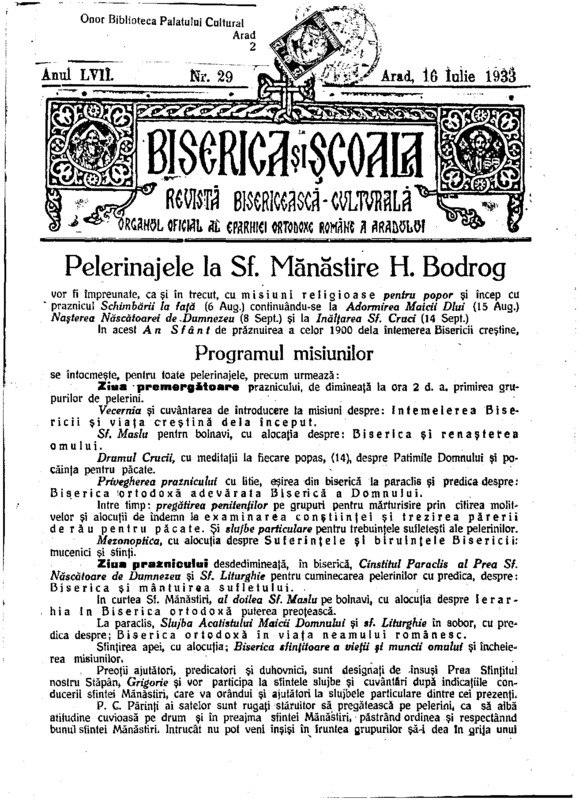 Onor Biblioteca Palatului Cultural
Arad
2
Anul LVII. Nr. 29 Arad, 16 Iulie 1933
BISERICA ȘI ȘCOALA
REVISTĂ BISERICEASCĂ-CULTURALĂ
ORGANUL OFICIAL AL EPARHIEI ORTODOXE ROMÂNE A ARADULUI
Pelerinajele la Sf. Mănăstire H. Bodrog
vor fi împreunate, ca și în trecut, cu misiuni religioase pentru popor și încep cu
praznicul Schimbării la față (6 Aug.) continuându-se la Adormirea Maicii Dlui (15 Aug.)
Nașterea Născătoarei de Dumnezeu (8 Sept.) și la Inălțarea Sf. Cruci (14 Sept.)
In acest An Sfânt de prăznuirea a celor 1900 dela întemerea Bisericii creștine,
Programul misiunilor
se întocmește, pentru toate pelerinajele, precum urmează:
Ziua premergătoare praznicului, de dimineață la ora 2 d. a. primirea gru-
purilor de pelerini.
Vecernia și cuvântarea de introducere la misiuni despre: Intemeierea Bise-
ricii și viața creștină dela început.
Sf. Maslu pentrn bolnavi, cu alocația despre: Biserica și renașterea
omului.
Drumul Crucii, cu meditații la fiecare popas, (14), despre Patimile Domnului și po-
căința pentru păcate.
Privegherea praznicului cu litie, eșirea din biserică la paraclis și predica despre:
Biserica ortodoxă adevărata Biserică a Domnului.
Intre timp: pregătirea penitenților pe grupuri pentru mărturisire prin citirea molit-
velor și alocuții de îndemn la examinarea conștiinței și trezirea părerii
de rău pentru păcate. Și slujbe particulare pentru trebuințele sufletești ale pelerinilor.
Mezonoptica, cu alocuția despre Suferințele și biruințele Bisericii:
mucenici și sfinți.
Ziua praznicului desdedimineață, în biserică, Cinstitul Paraclis al Prea Sf.
Născătoare de Dumnezeu și Sf. Liturghie pentru cuminecarea pelerinilor cu predica, despre:
Biserica și mântuirea sufletului.
In curtea Sf. Mănăstiri, al doilea Sf. Maslu pe bolnavi, cu alocuția despre Ierar-
hia în Biserica ortodoxă puterea preoțească.
La paraclis, Slujba Acatistului Maicii Domnului și sf. Liturghie în sobor, cu pre-
dica despre; Biserica ortodoxă în viața neamului românesc.
Sfințirea apei, cu alocuția; Biserica sfințitoare a vieții și muncii omului și încheie-
rea misiunilor.
Preoții ajutători, predicatori și duhovnici, sunt designați de însuși Prea Sfințitul
nostru Stăpân, Grigorie și vor participa la sfintele slujbe și cuvântări după indicațiile con-
ducerii sfintei Mănăstiri, care va orândui și ajutători la slujbele particulare dintre cei prezenți.
P. C. Părinți ai satelor sunt rugați stăruitor să pregătească pe pelerini, ca să aibă
atitudine cuvioasă pe drum și în preajma sfintei Mănăstiri, păstrând ordinea și respectând
bunul sfintei Mănăstiri. Intrucât nu pot veni înșiși în fruntea grupurilor să-i dea în grija unui